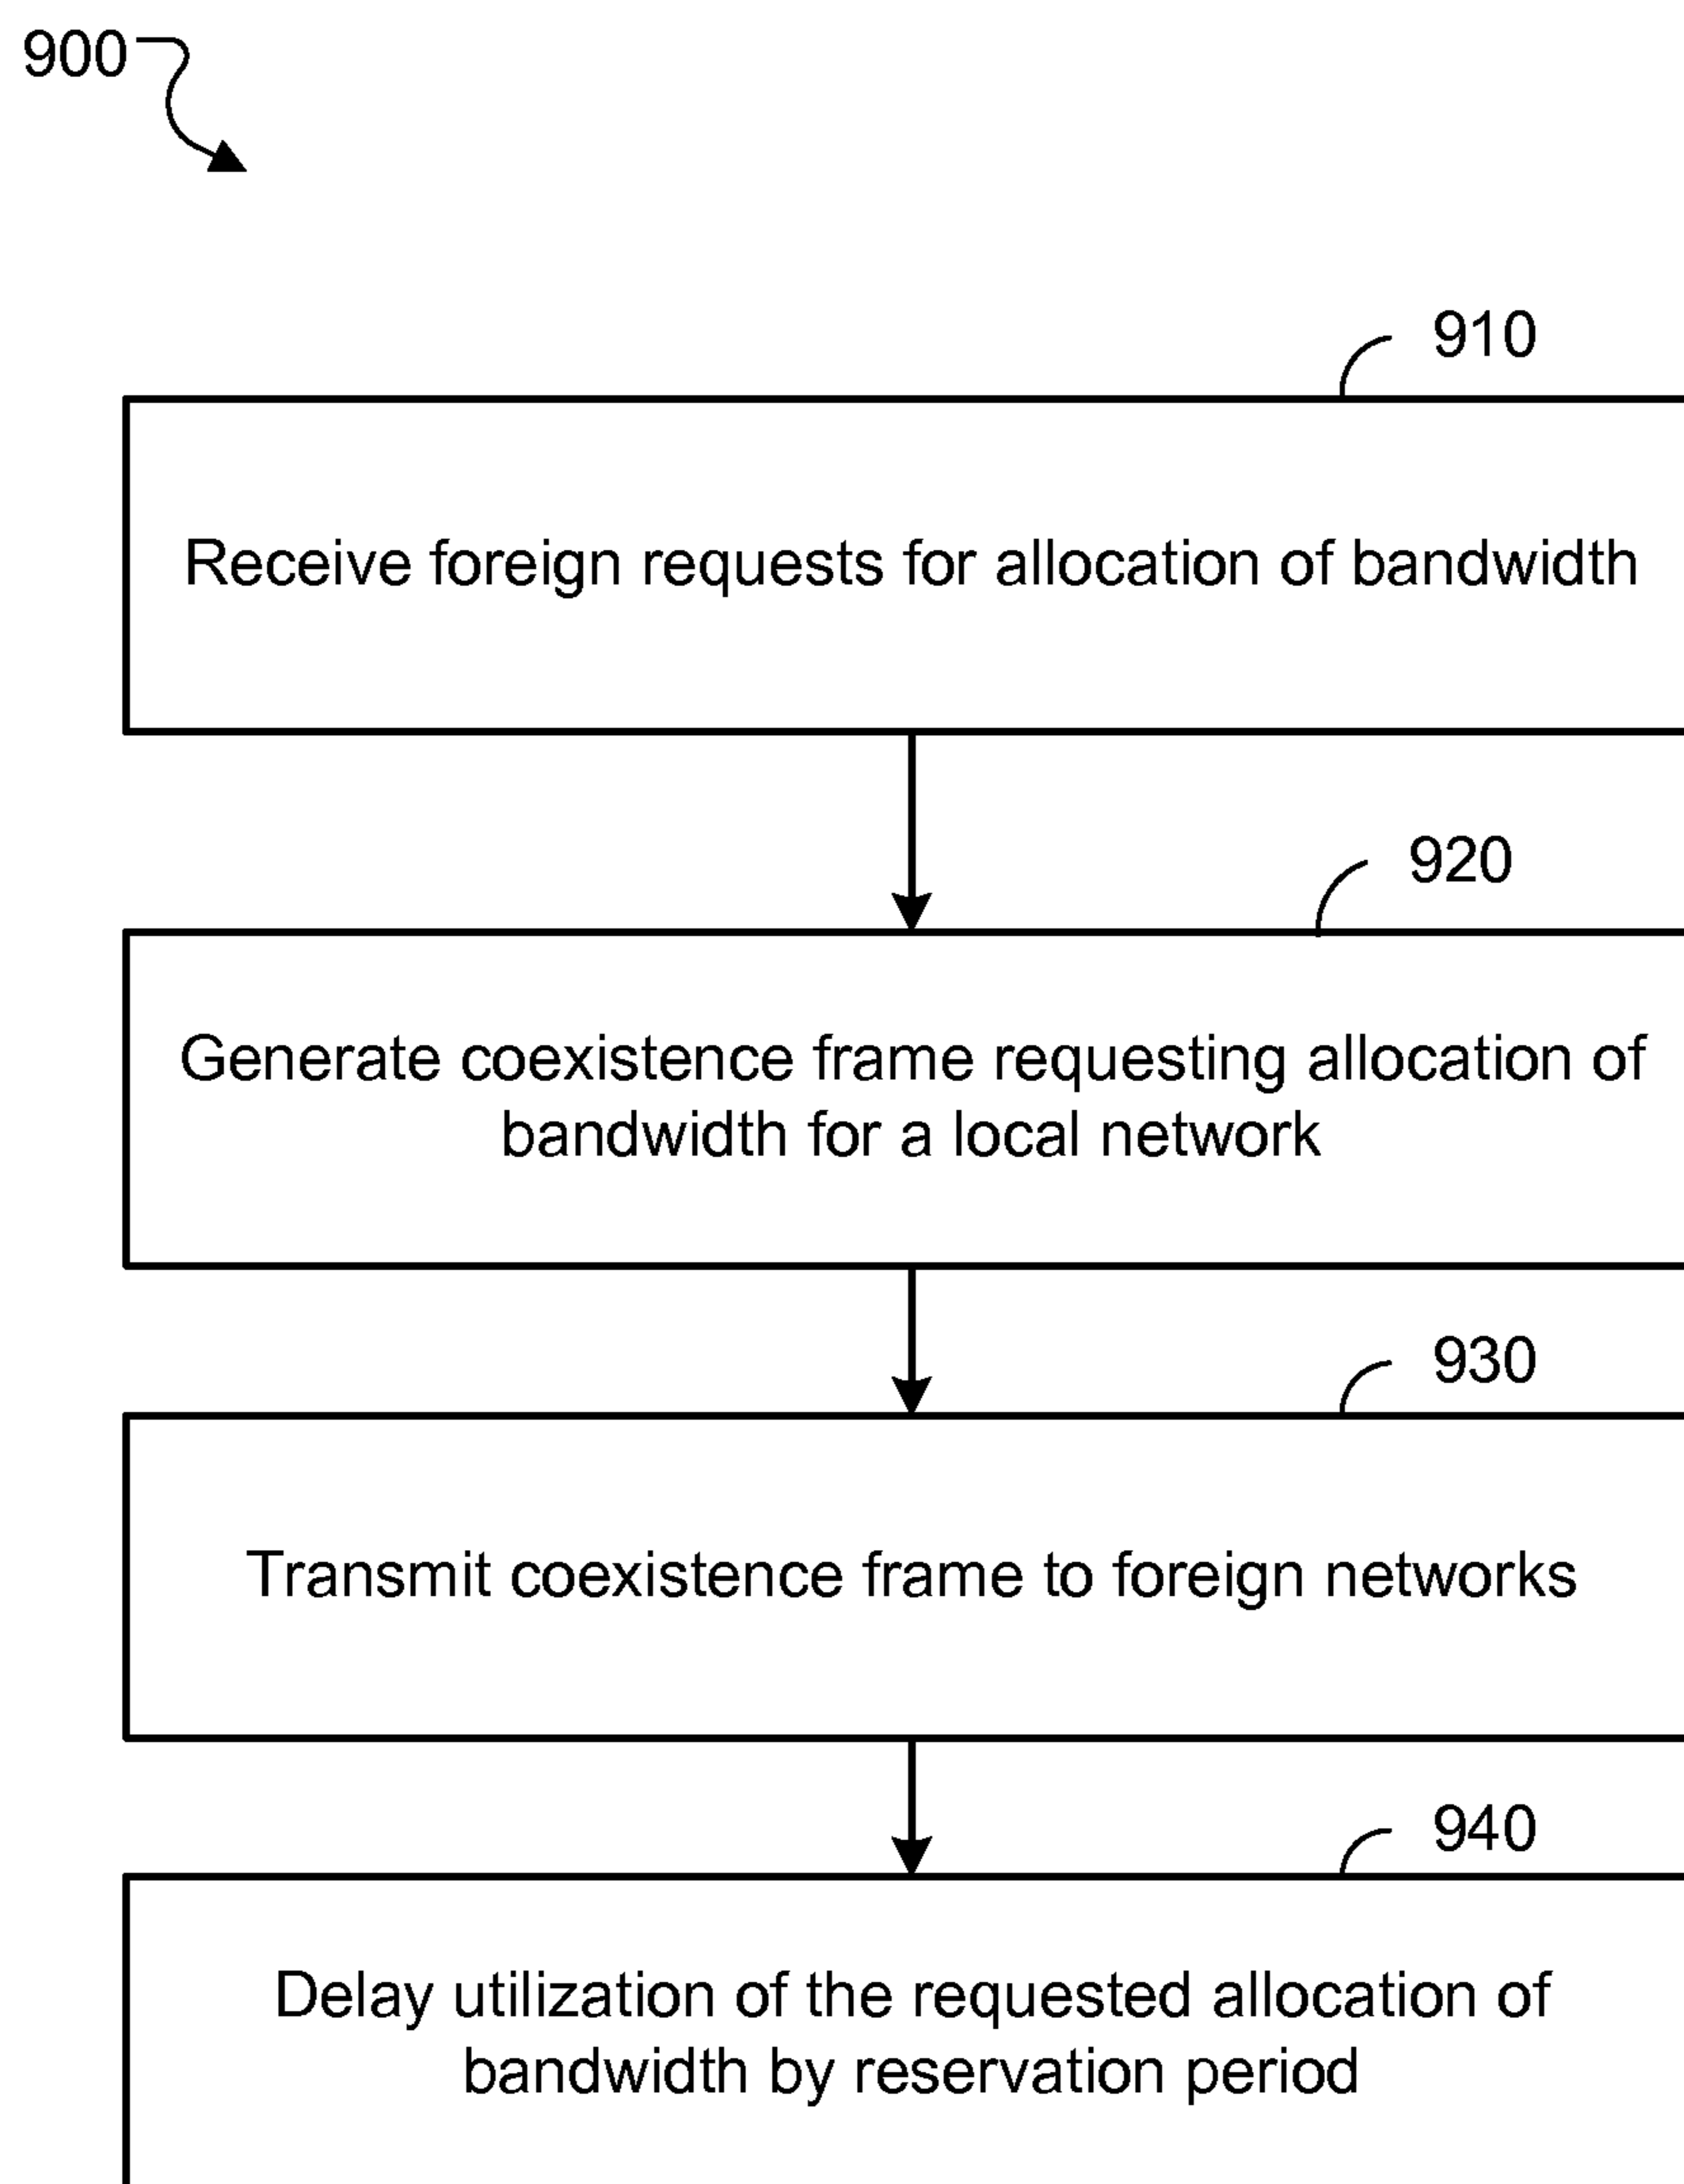 900
910
Receive foreign requests for allocation of bandwidth
920
Generate coexistence frame requesting allocation of
bandwidth for a local network
930
Transmit coexistence frame to foreign networks
940
Delay utilization of the requested allocation of
bandwidth by reservation period